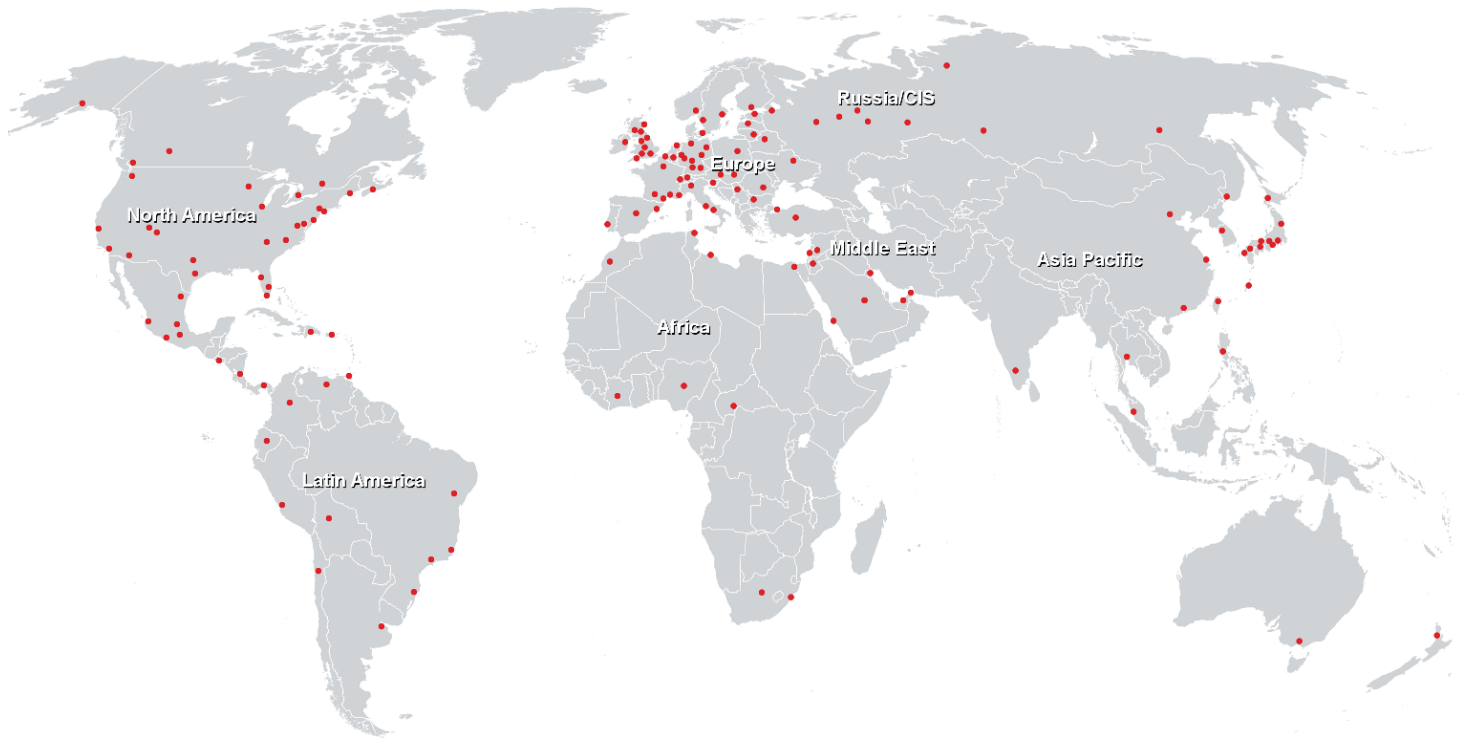 Russia/CIS
Europe
North America
Middle East
Asia Pacific
Africa
Latin America